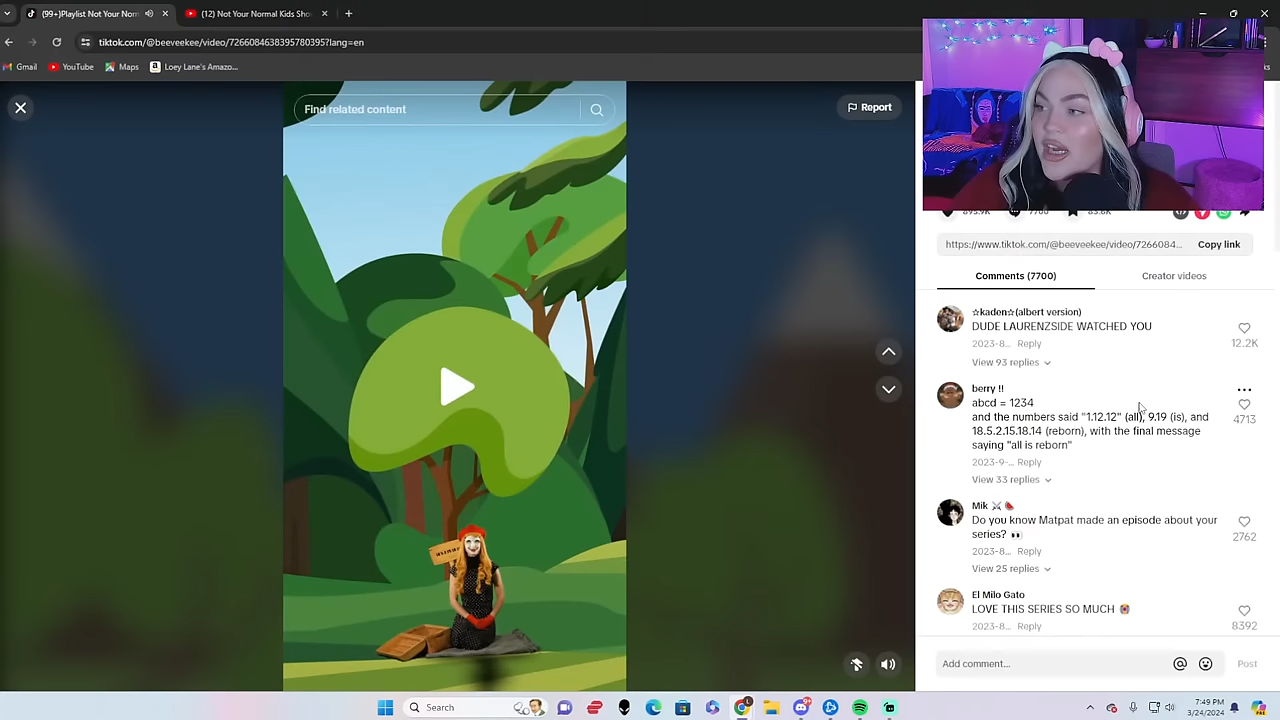 (99+)Playlist Not Your Norm
(12) Not Your Normal Kids Sho
tiktok.com/@beeveekee/video/7266084395395780395?lang=en
Gmail
YouTube
Maps
Loey Lane's Amazo...
Find related content
Report
895.9K
7700
83.6K
https://www.tiktok.com/@beeveekee/video/7266084...
Copy link
Comments (7700)
Creator videos
☆kaden☆(albert version)
DUDE LAURENZSIDE WATCHED YOU
2023-8... Reply
12.2K
View 93 replies
berry !!
abcd = 1234
and the numbers said "1.12.12" (all), 9.19 (is), and
18.5.2.15.18.14 (reborn), with the final message
saying "all is reborn"
4713
2023-9-... Reply
View 33 replies
Mik ⚔️ 🍉
Do you know Matpat made an episode about your
series? 👀
2762
2023-8... Reply
View 25 replies
El Milo Gato
LOVE THIS SERIES SO MUCH 🌻
2023-8... Reply
8392
Add comment...
Post
Search
7:49 PM
3/24/2024